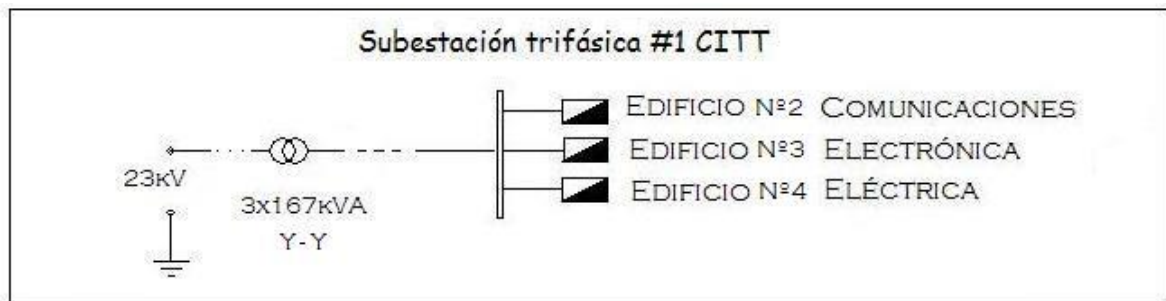 Subestación trifásica #1 CITT
EDIFICIO Nº2 COMUNICACIONES
EDIFICIO Nº3 ELECTRÓNICA
EDIFICIO Nº4 ELÉCTRICA
23KV
3x167KVA
Y-Y